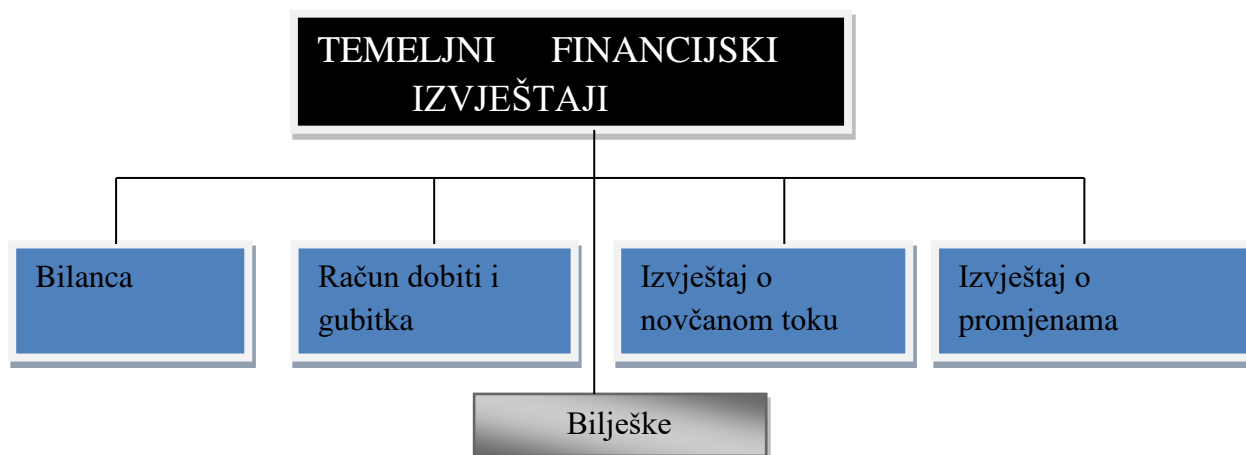 TEMELJNI FINANCIJSKI
IZVJEŠTAJI
Bilanca
Račun dobiti i
gubitka
Izvještaj o
novčanom toku
Izvještaj o
promjenama
Bilješke